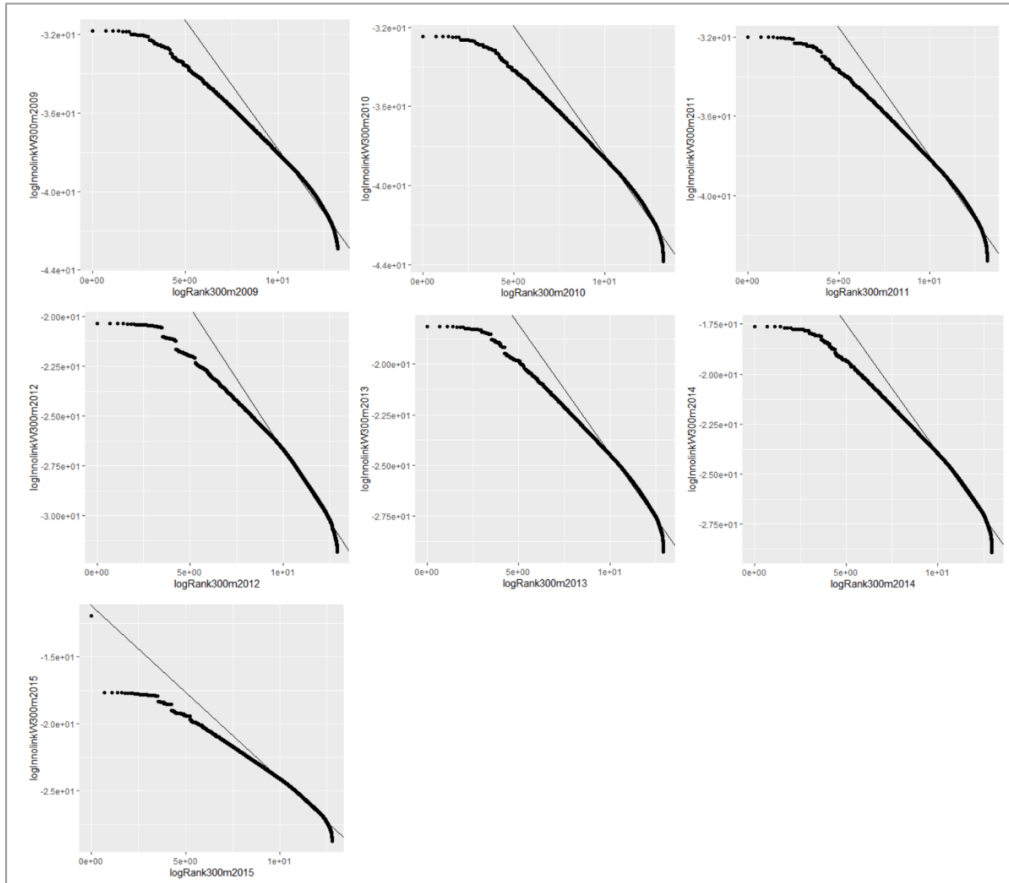 logInnolinkW300m2009
-3.2e+01
-3.6e+01
-4.0e+01
-4.4e+01
0e+00 5e+00 1e+01
logRank300m2009
logInnolinkW300m2010
-3.2e+01
-3.6e+01
-4.0e+01
-4.4e+01
0e+00 5e+00 1e+01
logRank300m2010
logInnolinkW300m2011
-3.2e+01
-3.6e+01
-4.0e+01
0e+00 5e+00 1e+01
logRank300m2011
logInnolinkW300m2012
-2.00e+01
-2.25e+01
-2.50e+01
-2.75e+01
-3.00e+01
0e+00 5e+00 1e+01
logRank300m2012
logInnolinkW300m2013
-2.00e+01
-2.25e+01
-2.50e+01
-2.75e+01
0e+00 5e+00 1e+01
logRank300m2013
logInnolinkW300m2014
-1.75e+01
-2.00e+01
-2.25e+01
-2.50e+01
-2.75e+01
0e+00 5e+00 1e+01
logRank300m2014
logInnolinkW300m2015
-1.5e+01
-2.0e+01
-2.5e+01
0e+00 5e+00 1e+01
logRank300m2015